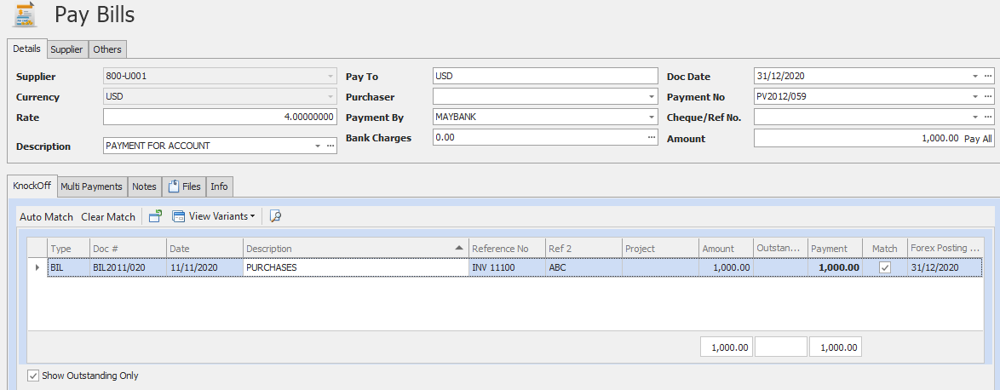 Pay Bills
Details Supplier Others
Supplier 800-U001 Pay To USD Doc Date 31/12/2020 ...
Currency USD Purchaser Payment No PV2012/059 ...
Rate 4.00000000 Payment By MAYBANK Cheque/Ref No. ...
Bank Charges 0.00 ... Amount 1,000.00 Pay All
Description PAYMENT FOR ACCOUNT ...
KnockOff Multi Payments Notes Files Info
Auto Match Clear Match View Variants
Type Doc # Date Description Reference No Ref 2 Project Amount Outstan... Payment Match Forex Posting ...
BIL BIL2011/020 11/11/2020 PURCHASES INV 11100 ABC 1,000.00 1,000.00 31/12/2020
1,000.00 1,000.00
Show Outstanding Only